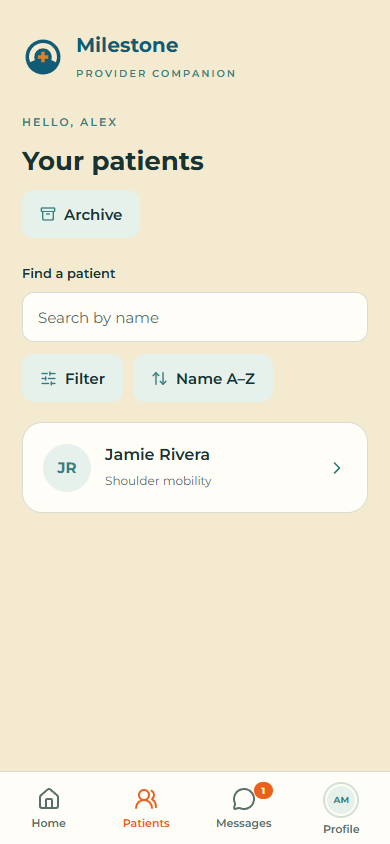 Milestone
PROVIDER COMPANION
HELLO, ALEX
Your patients
Archive
Find a patient
Search by name
Filter
Name A–Z
JR
Jamie Rivera
Shoulder mobility
1
AM
Home
Patients
Messages
Profile